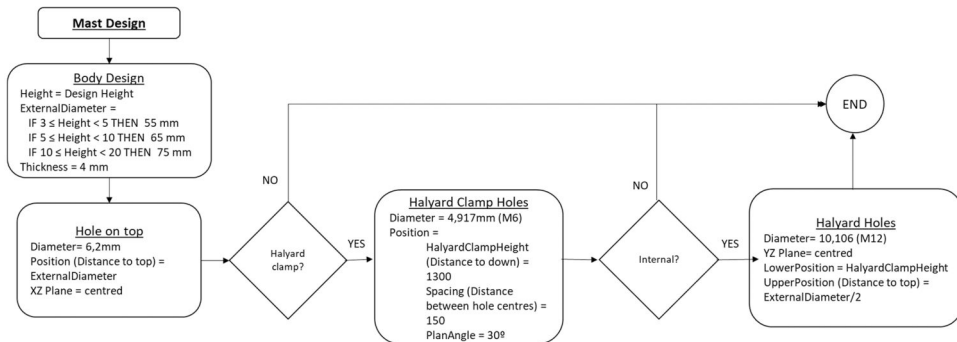 Mast Design
Body Design
Height = Design Height
ExternalDiameter =
IF 3 ≤ Height < 5 THEN 55 mm
IF 5 ≤ Height < 10 THEN 65 mm
IF 10 ≤ Height < 20 THEN 75 mm
Thickness = 4 mm
Hole on top
Diameter= 6,2mm
Position (Distance to top) =
ExternalDiameter
XZ Plane = centred
Halyard
clamp?
NO
YES
Halyard Clamp Holes
Diameter = 4,917mm (M6)
Position =
HalyardClampHeight
(Distance to down) =
1300
Spacing (Distance
between hole centres) =
150
PlanAngle = 30º
Internal?
NO
YES
Halyard Holes
Diameter= 10,106 (M12)
YZ Plane= centred
LowerPosition = HalyardClampHeight
UpperPosition (Distance to top) =
ExternalDiameter/2
END